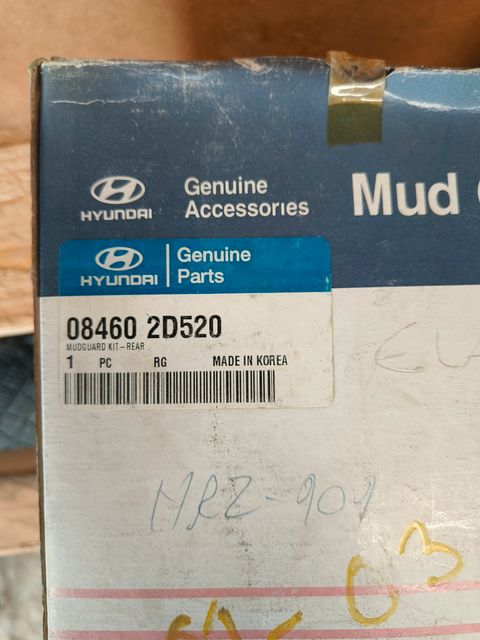 HYUNDAI
Genuine
Accessories
Mud
HYUNDAI
Genuine
Parts
08460 2D520
MUDGUARD KIT-REAR
1 PC RG MADE IN KOREA
HRZ-909
03